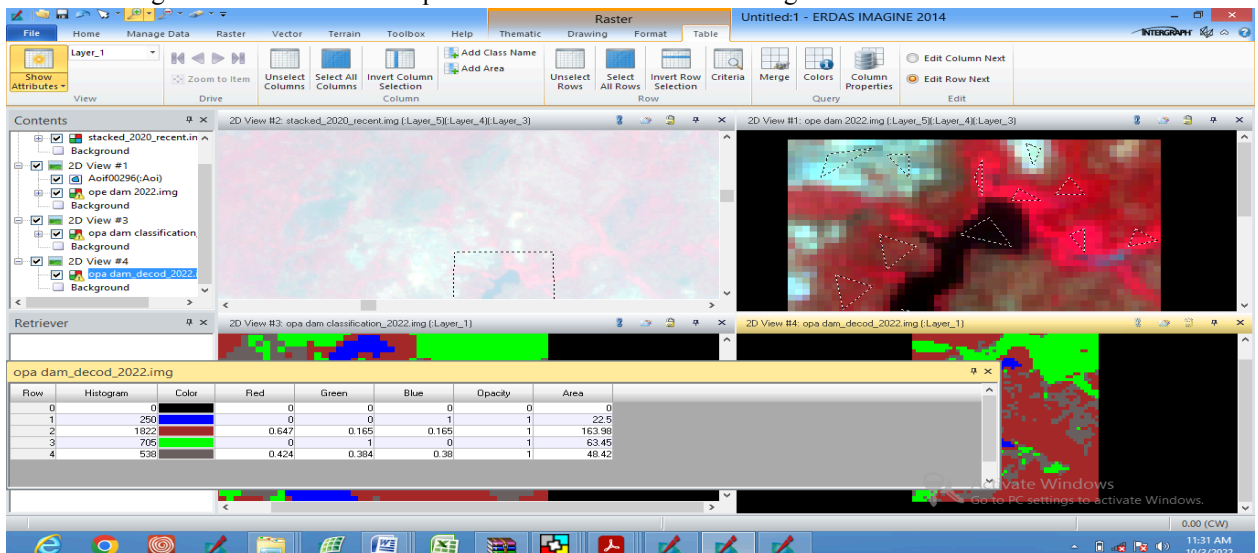 Raster
Untitled:1 - ERDAS IMAGINE 2014
File Home Manage Data Raster Vector Terrain Toolbox Help Thematic Drawing Format Table
INTERGRAPH
Layer_1
Show Attributes
Zoom to Item
Unselect Columns
Select All Columns
Invert Column Selection
Add Class Name
Add Area
Unselect Rows
Select All Rows
Invert Row Selection
Criteria
Merge
Colors
Column Properties
Edit Column Next
Edit Row Next
View Drive Column Row Query Edit
Contents
stacked_2020_recent.in
Background
2D View #1
Aoif00296(:Aoi)
ope dam 2022.img
Background
2D View #3
opa dam classification
Background
2D View #4
opa dam_decod_2022.
Background
2D View #2: stacked_2020_recent.img (:Layer_5)(:Layer_4)(:Layer_3)
2D View #1: ope dam 2022.img (:Layer_5)(:Layer_4)(:Layer_3)
Retriever
2D View #3: opa dam classification_2022.img (:Layer_1)
2D View #4: opa dam_decod_2022.img (:Layer_1)
opa dam_decod_2022.img
Row Histogram Color Red Green Blue Opacity Area
0 0 0 0 0 0 0
1 250 0 0 1 1 22.5
2 1822 0.647 0.165 0.165 1 163.98
3 705 0 1 0 1 63.45
4 538 0.424 0.384 0.38 1 48.42
Activate Windows
Go to PC settings to activate Windows.
0.00 (CW)
11:31 AM
10/3/2022